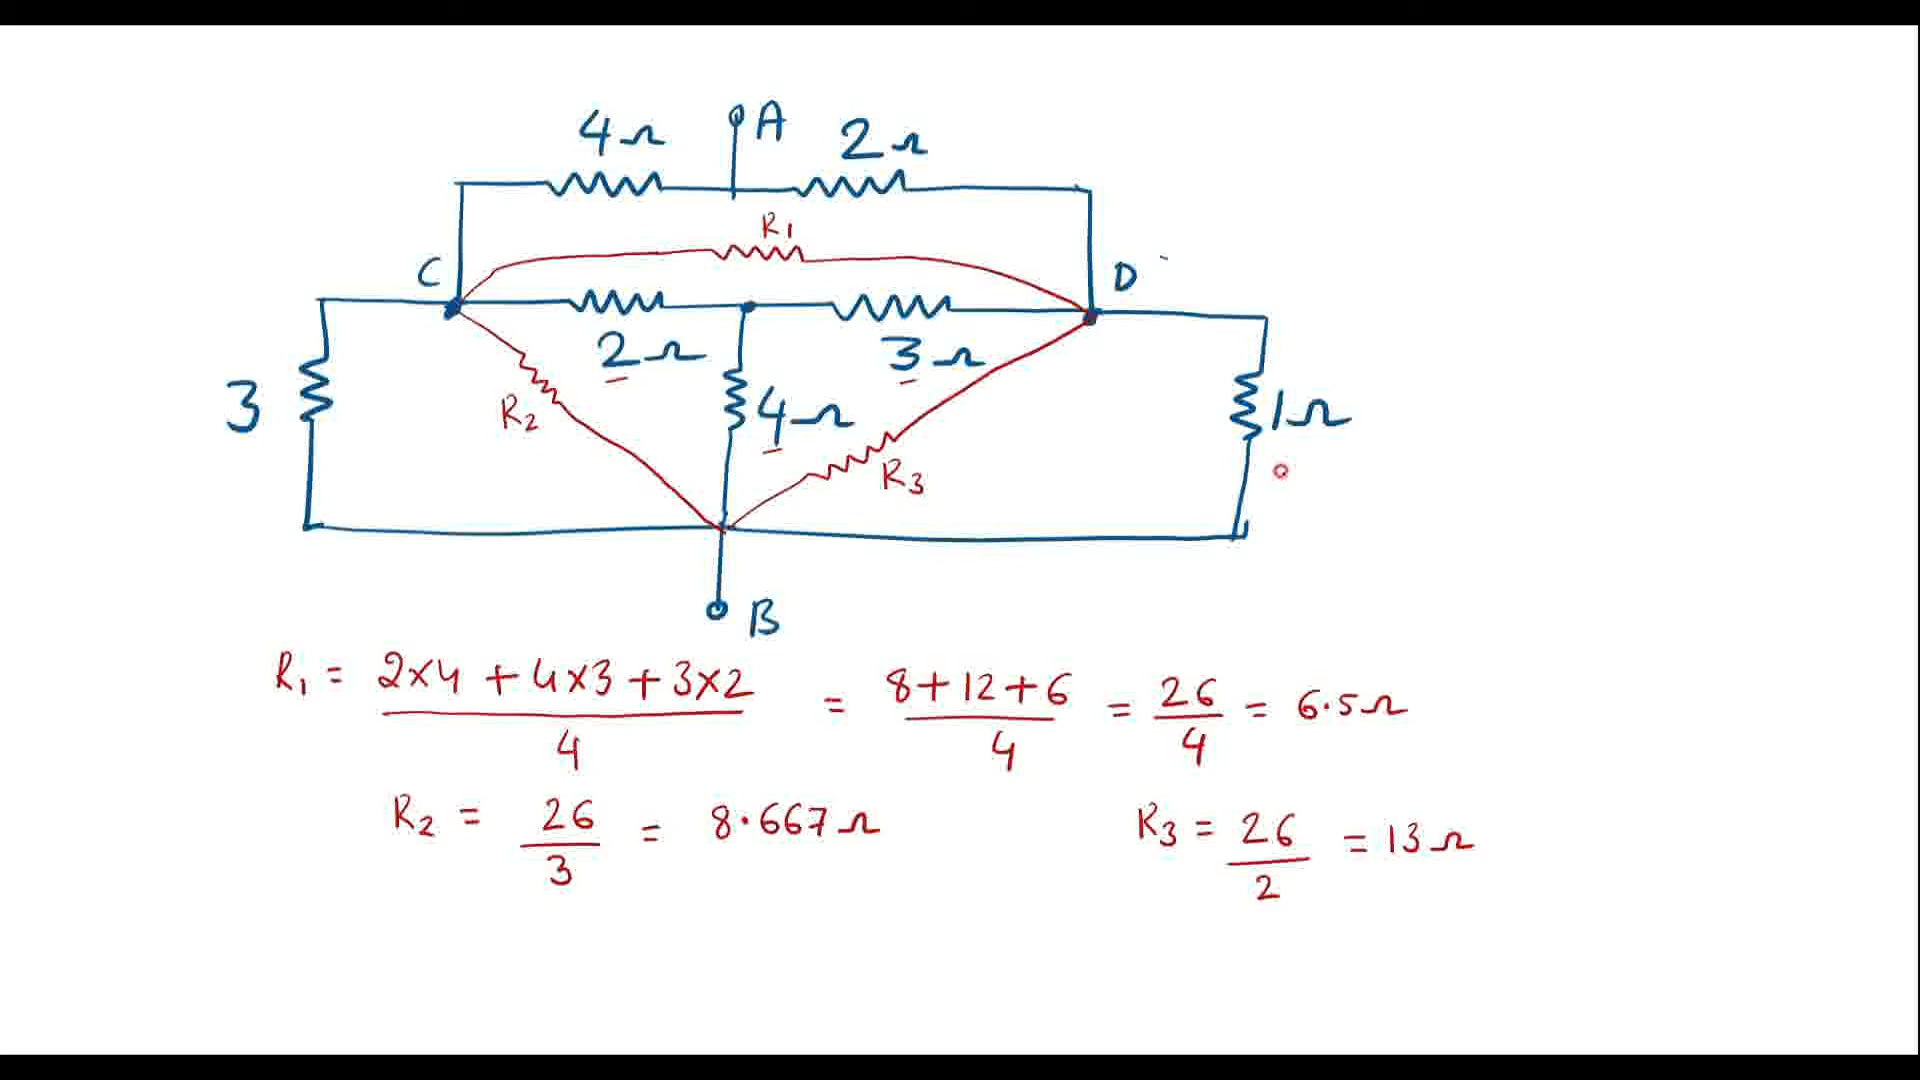 4Ω A 2Ω
R1
C D
2Ω 3Ω
3 R2 4Ω R3 1Ω
B
R1 = 2×4 + 4×3 + 3×2 / 4 = 8+12+6 / 4 = 26/4 = 6.5Ω
R2 = 26/3 = 8.667Ω R3 = 26/2 = 13Ω